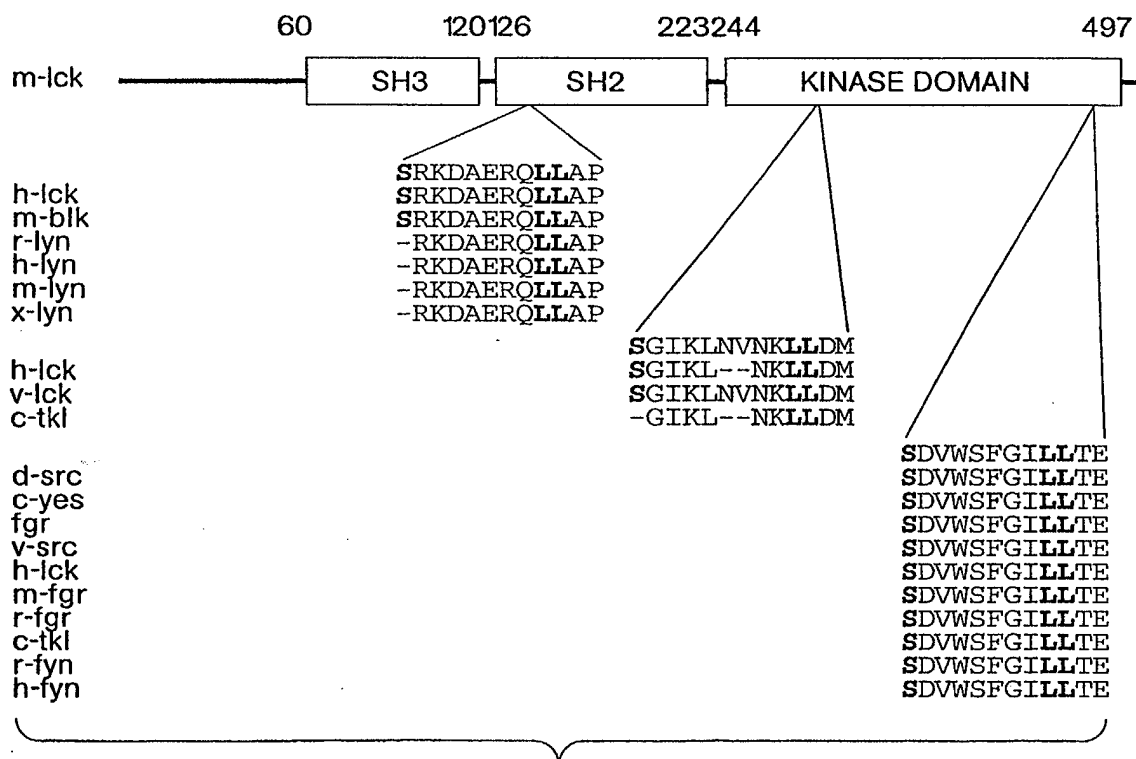 60 120126 223244 497
m-lck SH3 SH2 KINASE DOMAIN
SRKDAERQLLAP
h-lck SRKDAERQLLAP
m-blk SRKDAERQLLAP
r-lyn -RKDAERQLLAP
h-lyn -RKDAERQLLAP
m-lyn -RKDAERQLLAP
x-lyn -RKDAERQLLAP
SGIKLNVNKLLDM
h-lck SGIKL--NKLLDM
v-lck SGIKLNVNKLLDM
c-tkl -GIKL--NKLLDM
SDVWSFGILLTE
d-src SDVWSFGILLTE
c-yes SDVWSFGILLTE
fgr SDVWSFGILLTE
v-src SDVWSFGILLTE
h-lck SDVWSFGILLTE
m-fgr SDVWSFGILLTE
r-fgr SDVWSFGILLTE
c-tkl SDVWSFGILLTE
r-fyn SDVWSFGILLTE
h-fyn SDVWSFGILLTE